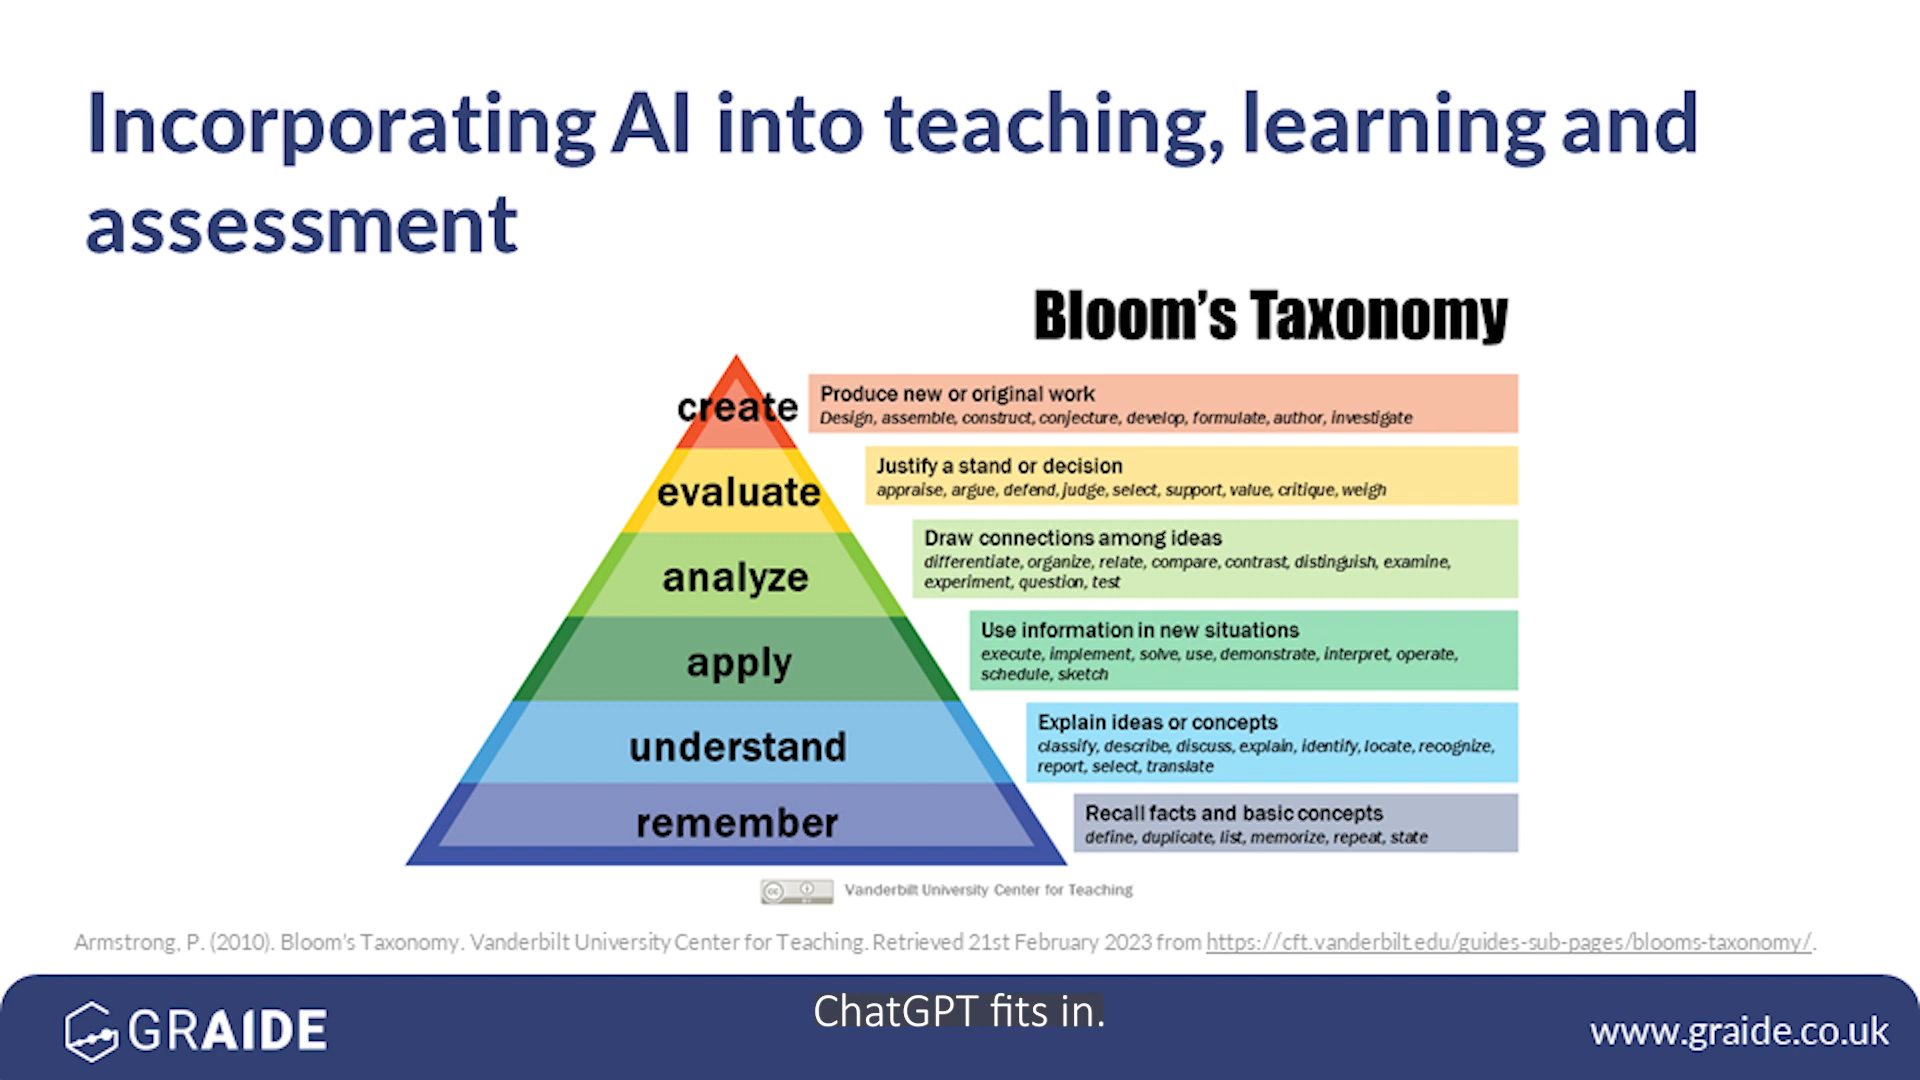 Incorporating AI into teaching, learning and
assessment
Bloom's Taxonomy
create
Produce new or original work
Design, assemble, construct, conjecture, develop, formulate, author, investigate
evaluate
Justify a stand or decision
appraise, argue, defend, judge, select, support, value, critique, weigh
analyze
Draw connections among ideas
differentiate, organize, relate, compare, contrast, distinguish, examine,
experiment, question, test
apply
Use information in new situations
execute, implement, solve, use, demonstrate, interpret, operate,
schedule, sketch
understand
Explain ideas or concepts
classify, describe, discuss, explain, identify, locate, recognize,
report, select, translate
remember
Recall facts and basic concepts
define, duplicate, list, memorize, repeat, state
cc BY Vanderbilt University Center for Teaching
Armstrong, P. (2010). Bloom's Taxonomy. Vanderbilt University Center for Teaching. Retrieved 21st February 2023 from https://cft.vanderbilt.edu/guides-sub-pages/blooms-taxonomy/.
GRAIDE
ChatGPT fits in.
www.graide.co.uk